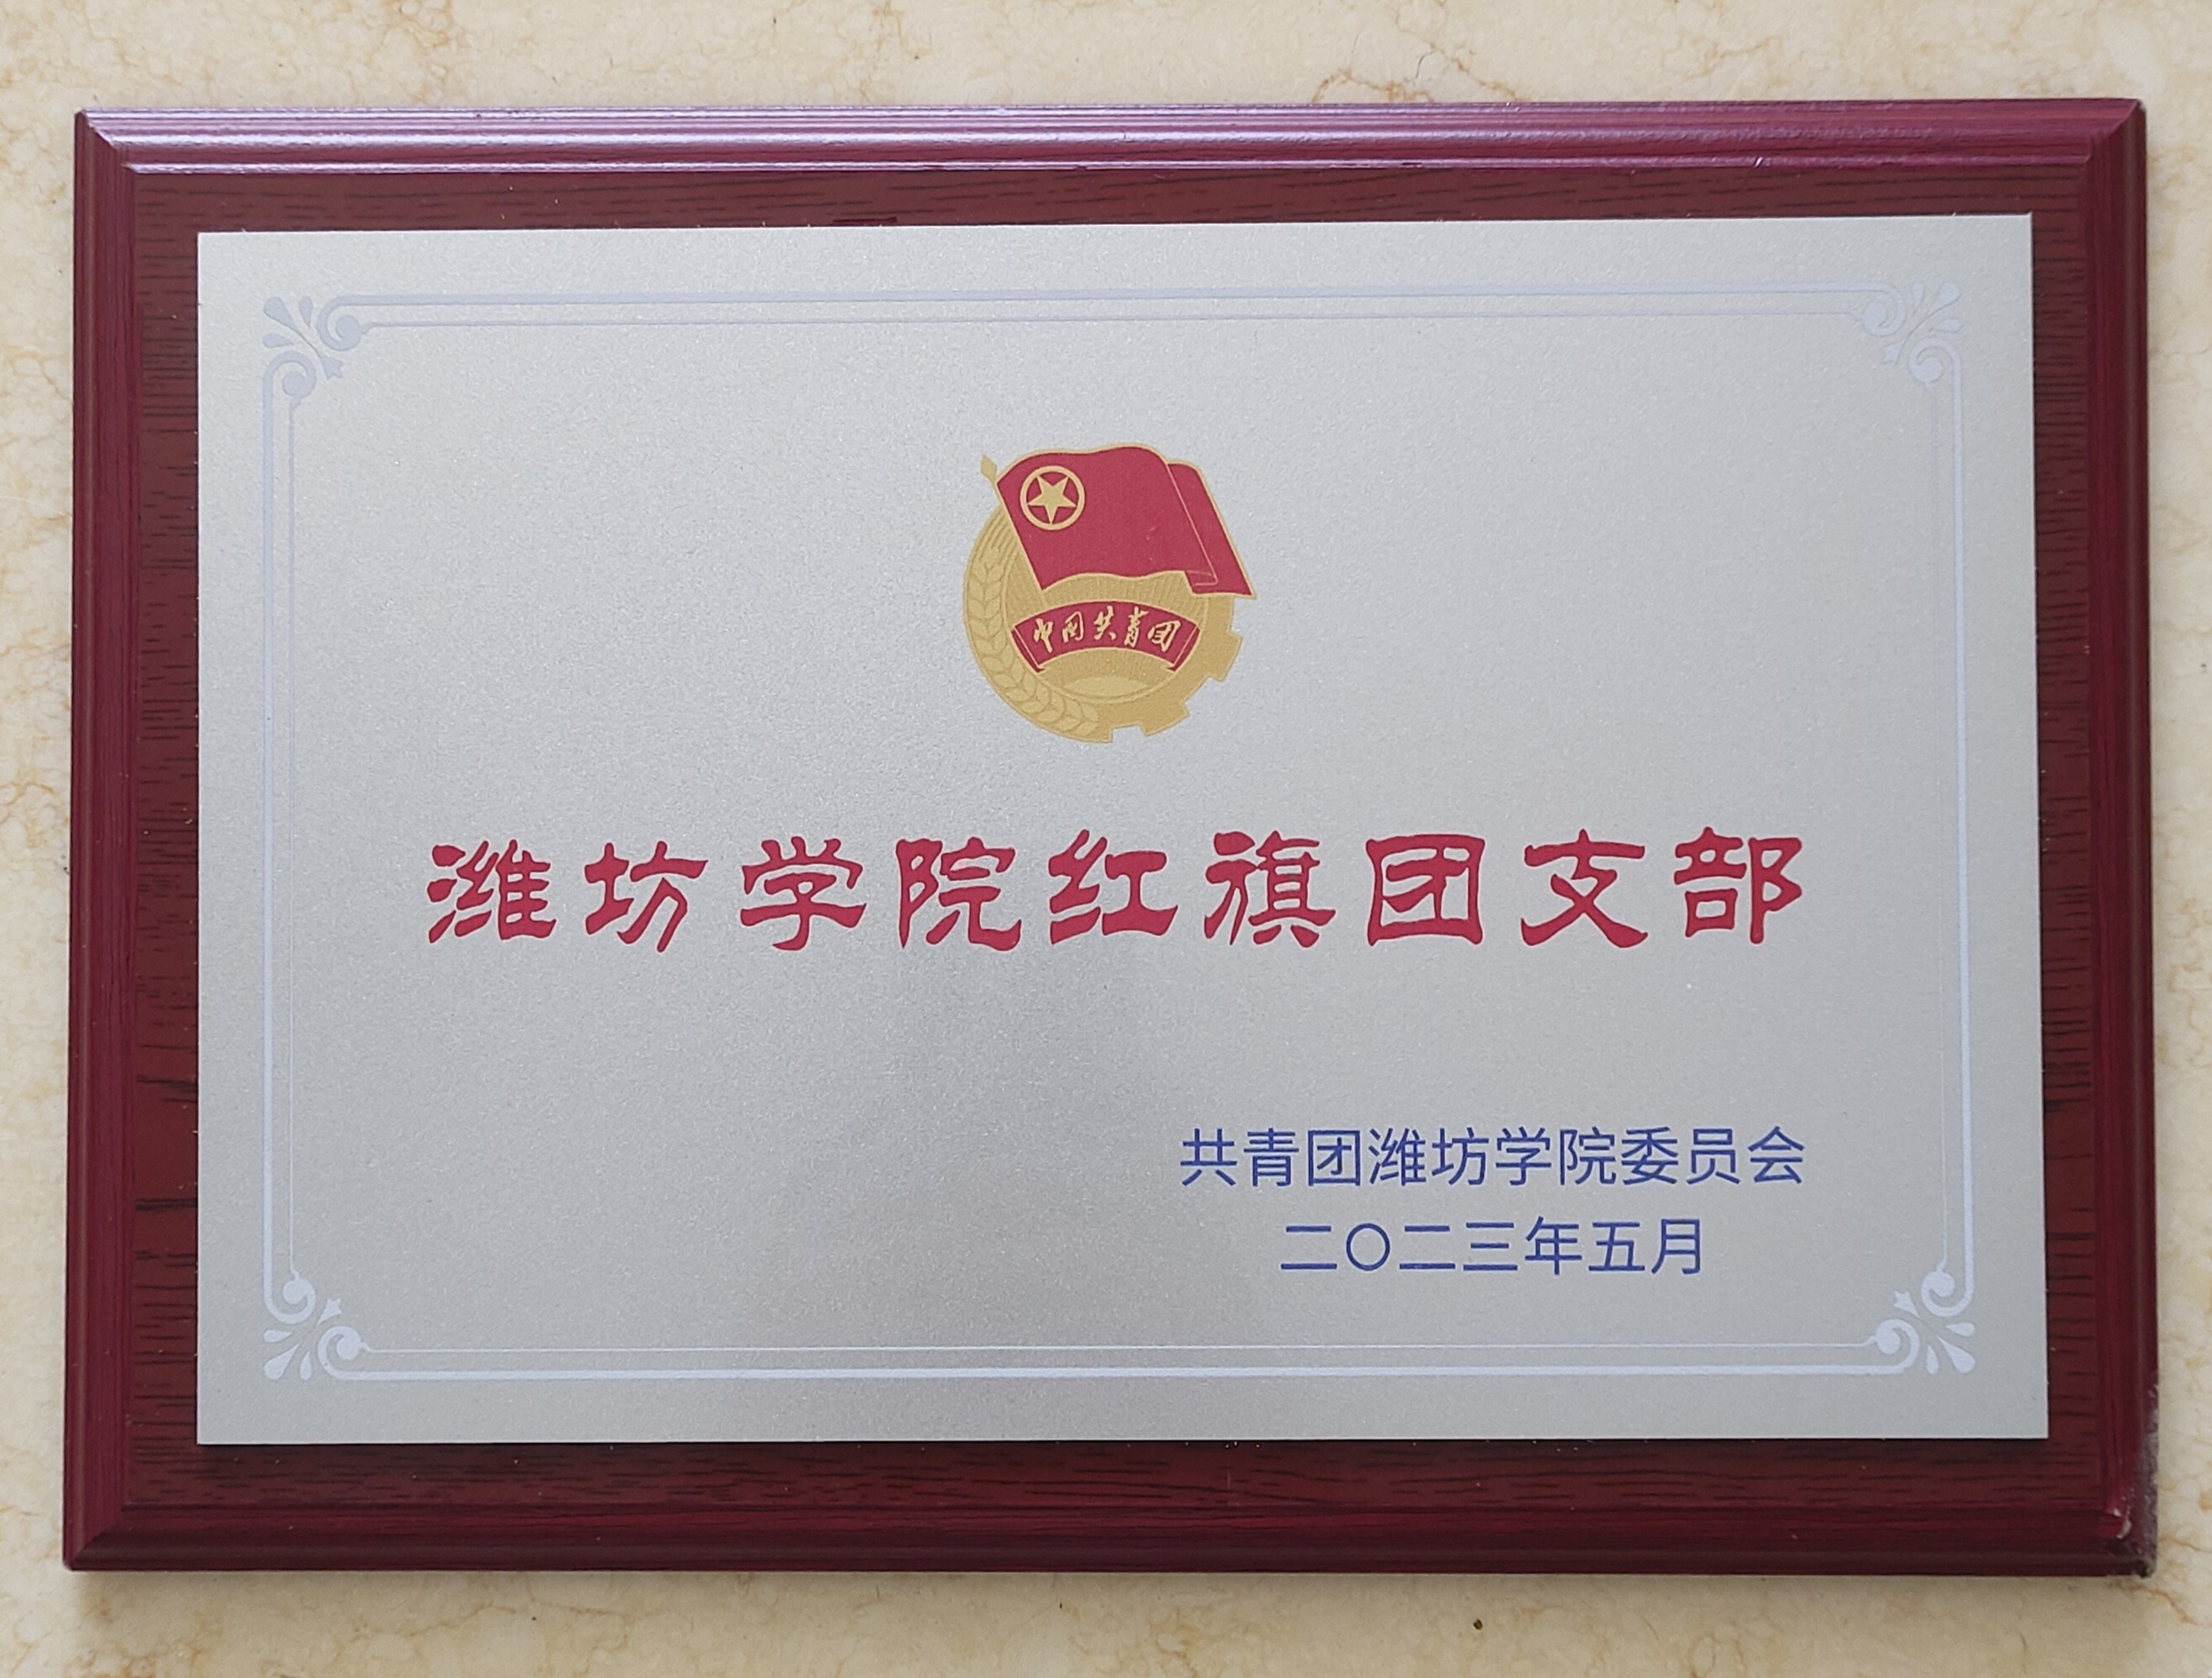 中国共青团
潍坊学院红旗团支部
共青团潍坊学院委员会
二〇二三年五月